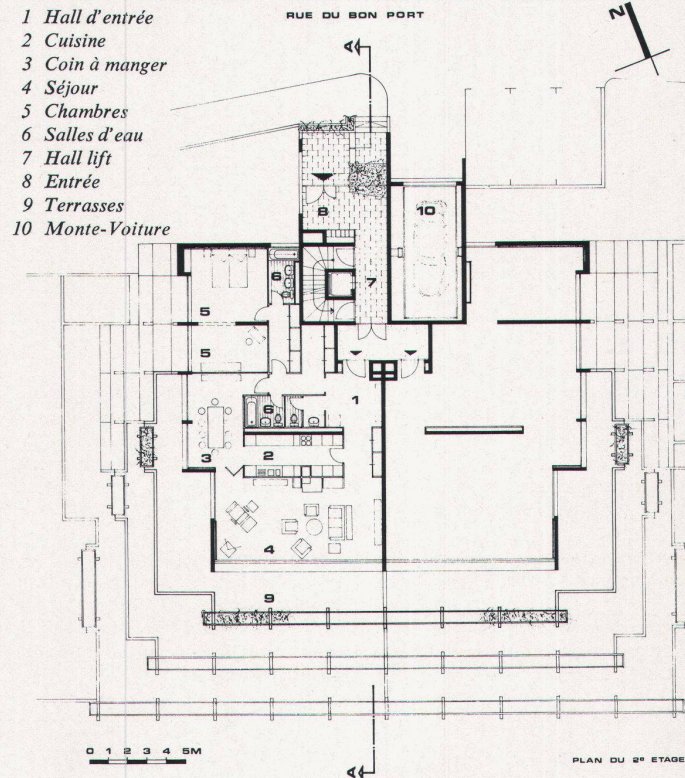 1 Hall d'entrée
2 Cuisine
3 Coin à manger
4 Séjour
5 Chambres
6 Salles d'eau
7 Hall lift
8 Entrée
9 Terrasses
10 Monte-Voiture
RUE DU BON PORT
N
A
8
10
6
7
5
5
1
6
3
2
4
9
0 1 2 3 4 5M
A
PLAN DU 2e ETAGE